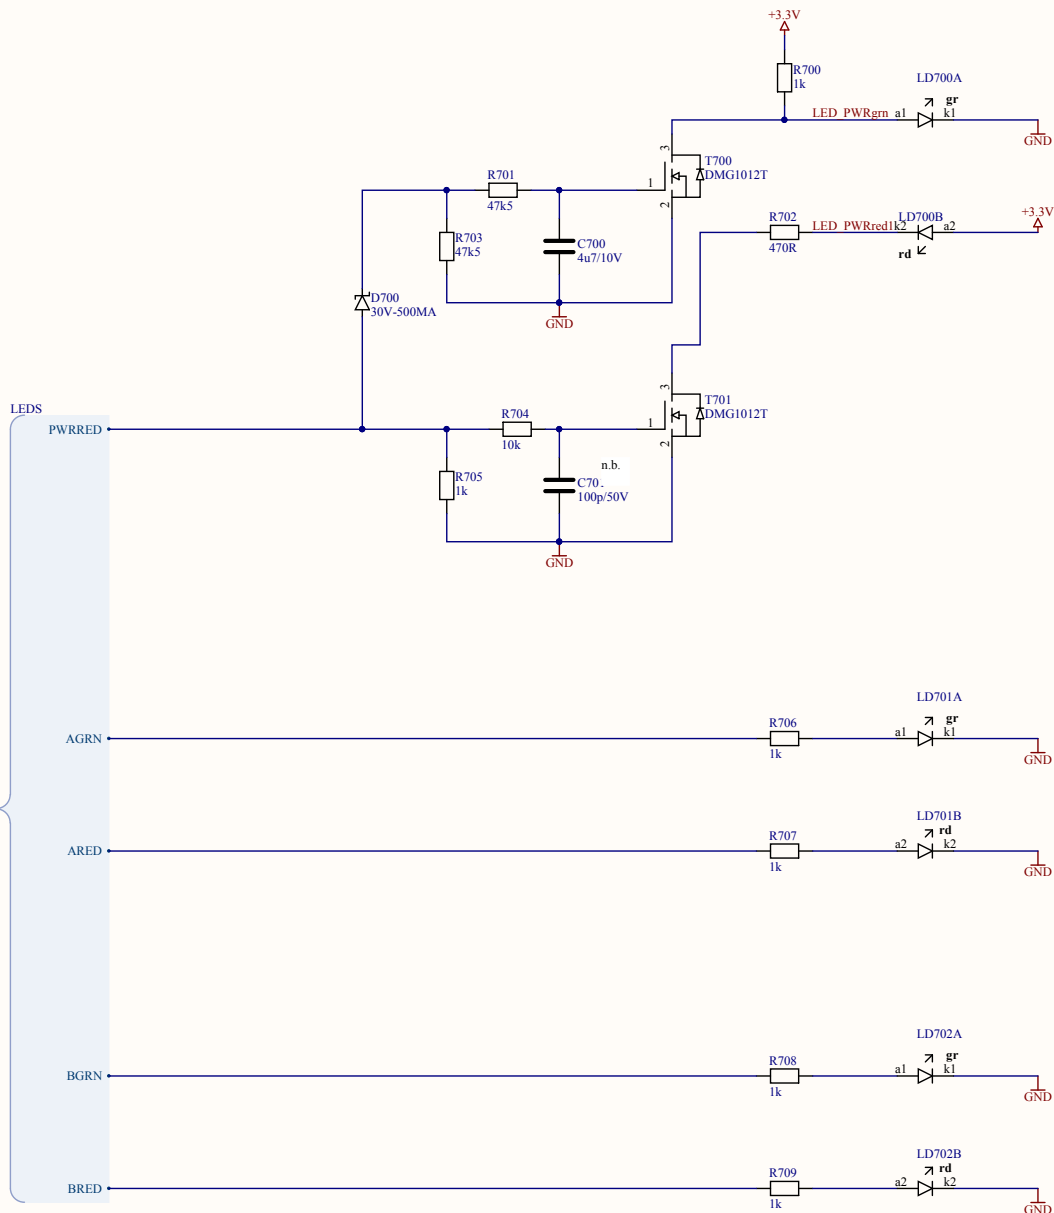 +3.3V
R700
1k
LD700A
gr
LED_PWRgrn
a1
k1
GND
3
T700
DMG1012T
1
2
R701
47k5
R703
47k5
C700
4u7/10V
GND
R702
470R
LED_PWRred1
k2
LD700B
a2
+3.3V
rd
D700
30V-500MA
LEDS
PWRRED
R704
10k
3
T701
DMG1012T
1
2
R705
1k
n.b.
100p/50V
GND
LD701A
gr
AGRN
R706
1k
a1
k1
GND
LD701B
rd
ARED
R707
1k
a2
k2
GND
LD702A
gr
BGRN
R708
1k
a1
k1
GND
LD702B
rd
BRED
R709
1k
a2
k2
GND